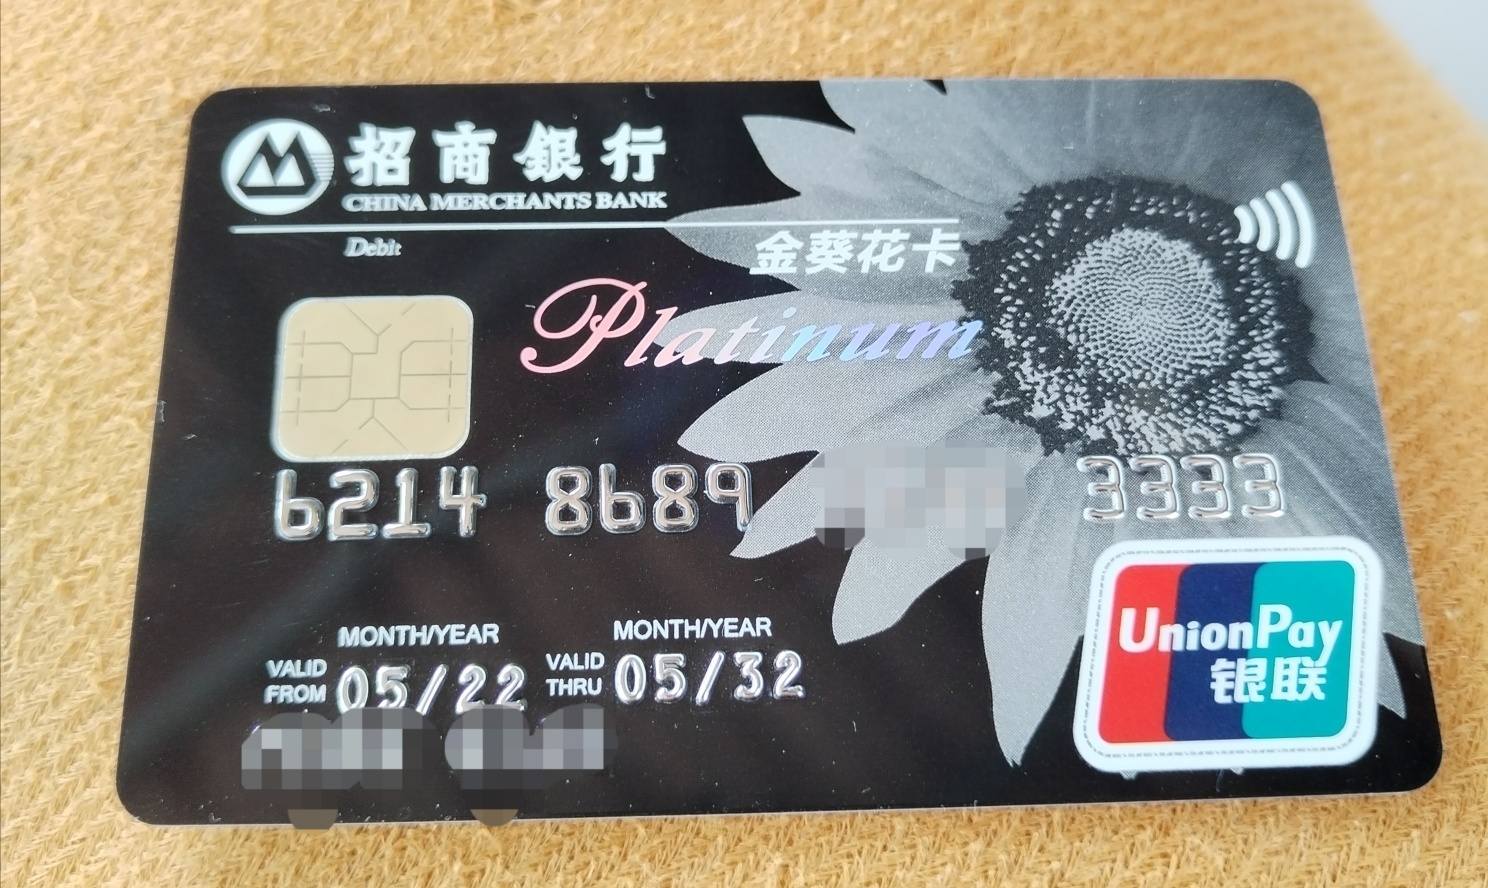 招商銀行
CHINA MERCHANTS BANK
Debit
金葵花卡
Platinum
6214 8689 3333
MONTH/YEAR MONTH/YEAR
VALID FROM 05/22 VALID THRU 05/32
UnionPay
银联